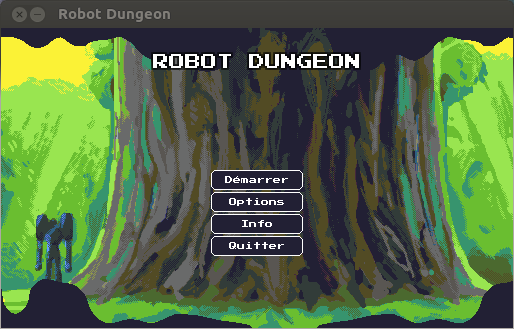 Robot Dungeon
ROBOT DUNGEON
Démarrer
Options
Info
Quitter